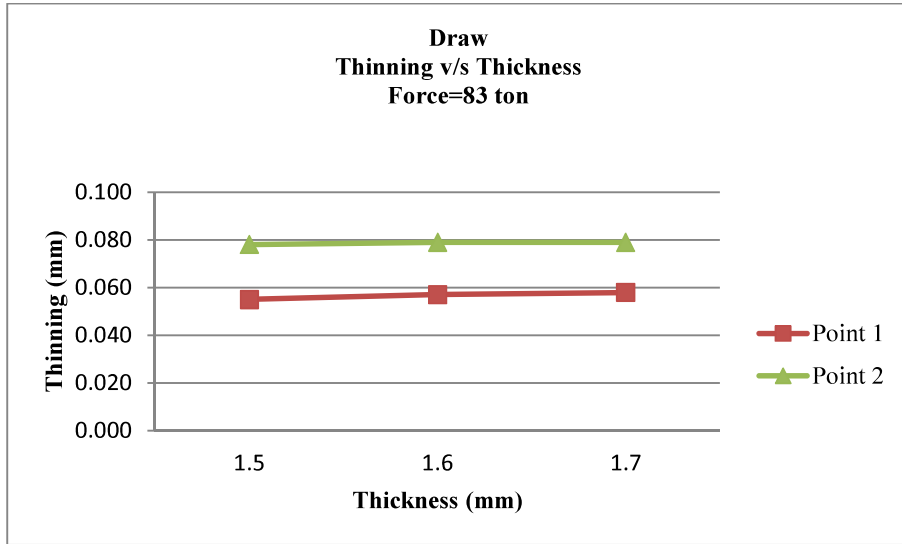 Draw
Thinning v/s Thickness
Force=83 ton
Thinning (mm)
0.100
0.080
0.060
0.040
0.020
0.000
1.5 1.6 1.7
Thickness (mm)
Point 1
Point 2